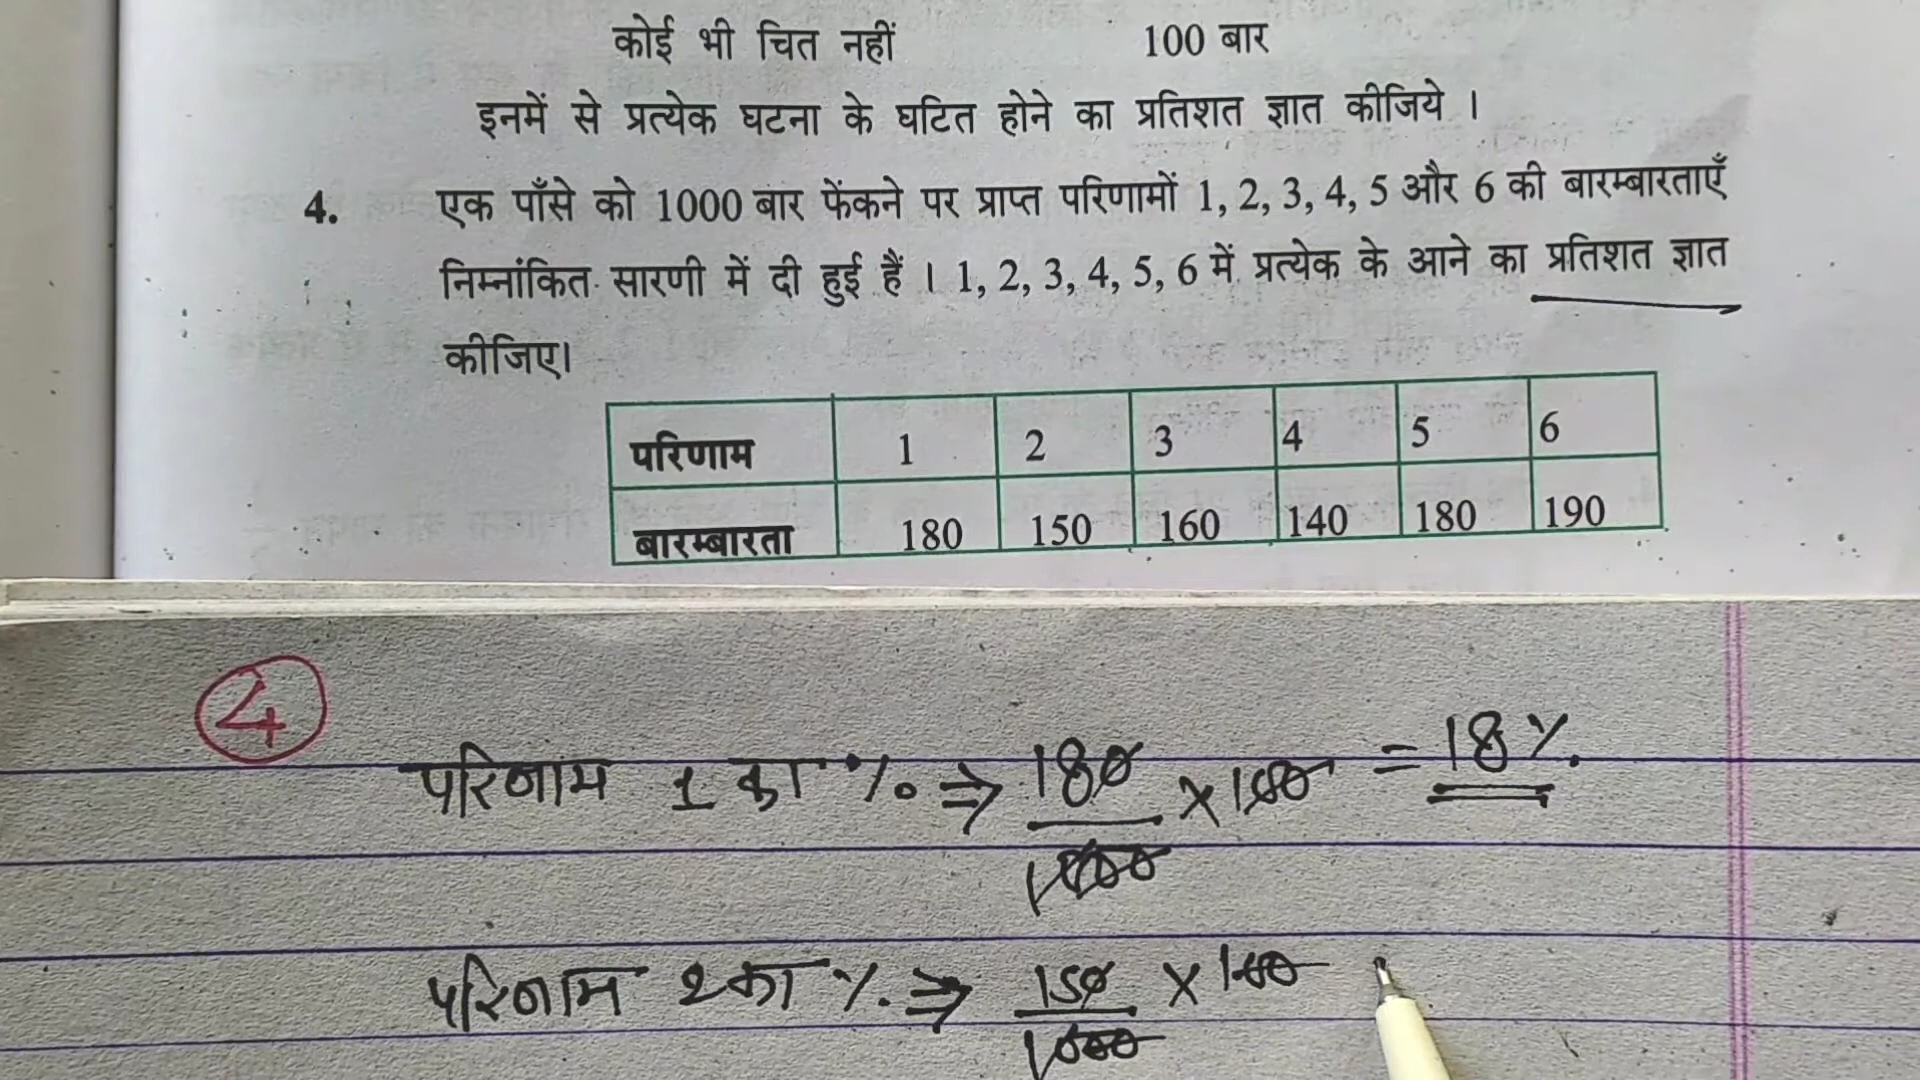 कोई भी चित नहीं 100 बार
इनमें से प्रत्येक घटना के घटित होने का प्रतिशत ज्ञात कीजिये ।
4. एक पाँसे को 1000 बार फेंकने पर प्राप्त परिणामों 1, 2, 3, 4, 5 और 6 की बारम्बारताएँ
निम्नांकित सारणी में दी हुई हैं । 1, 2, 3, 4, 5, 6 में प्रत्येक के आने का प्रतिशत ज्ञात
कीजिए।
परिणाम 1 2 3 4 5 6
बारम्बारता 180 150 160 140 180 190
4
परिणाम 1 का % ⇒ 180/1000 × 100 = 18%
परिणाम 2 का % ⇒ 150/1000 × 100